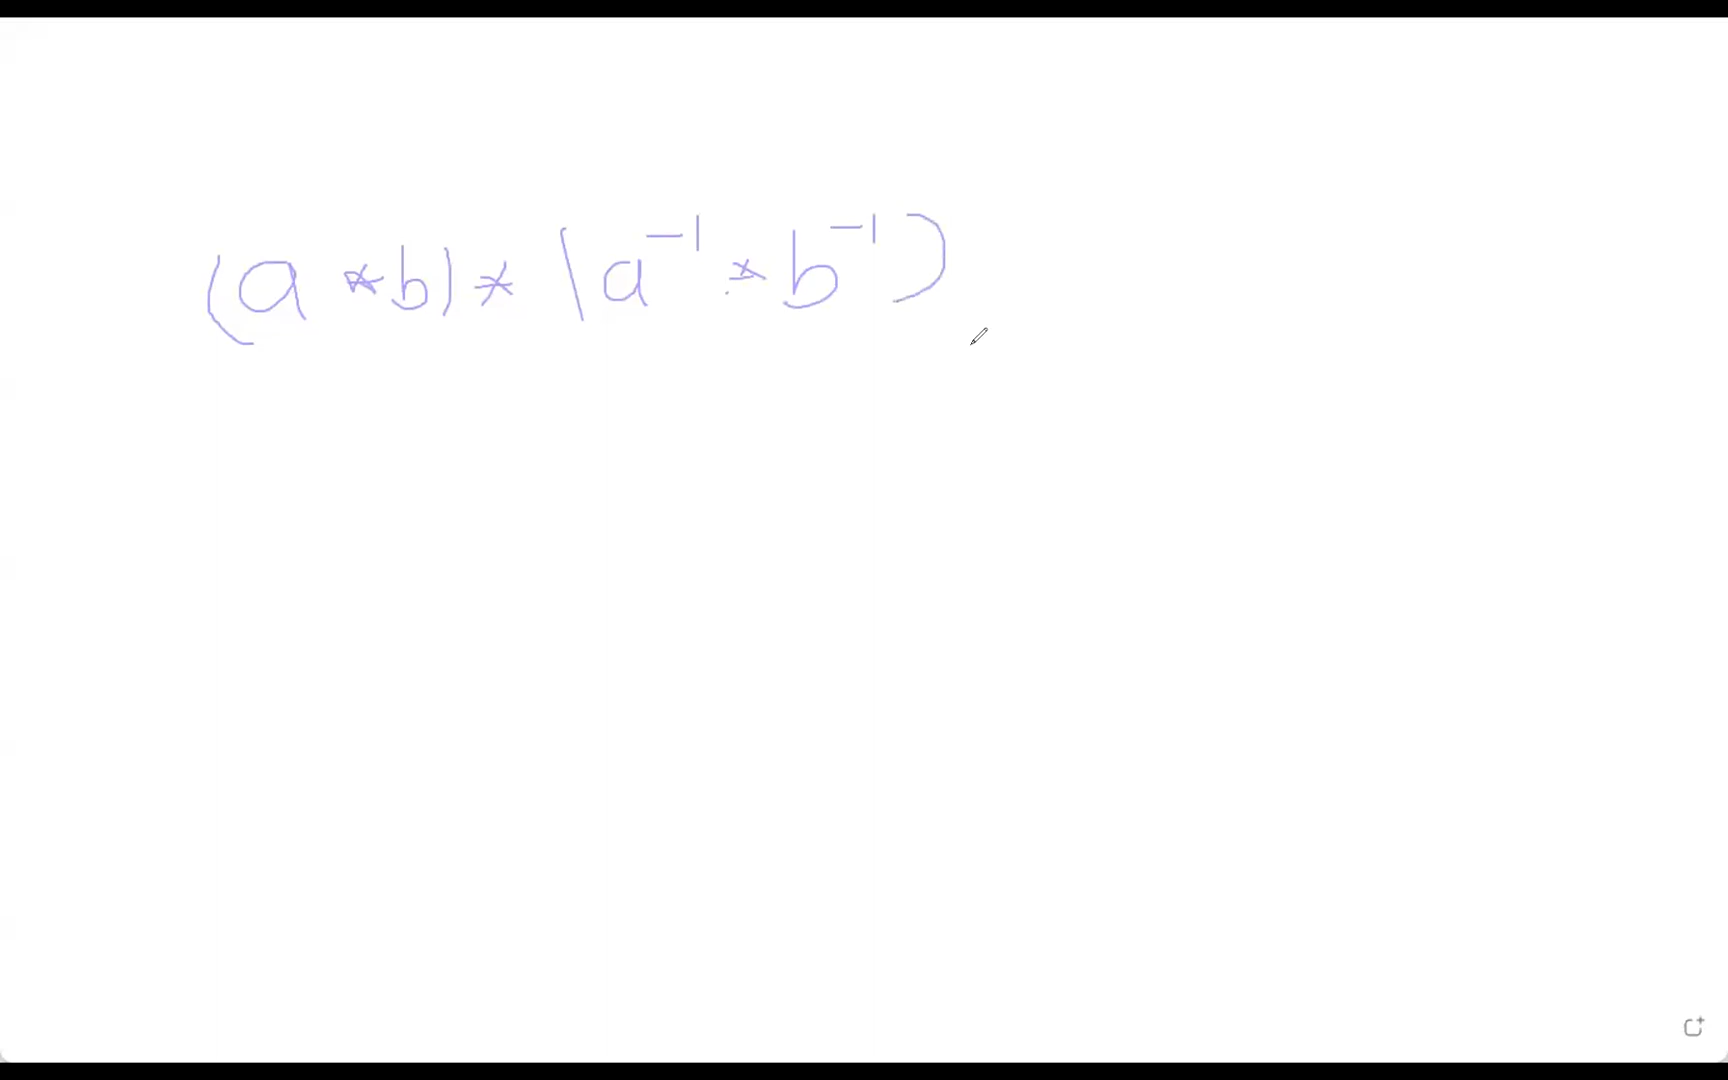 (a * b) * (a⁻¹ * b⁻¹)